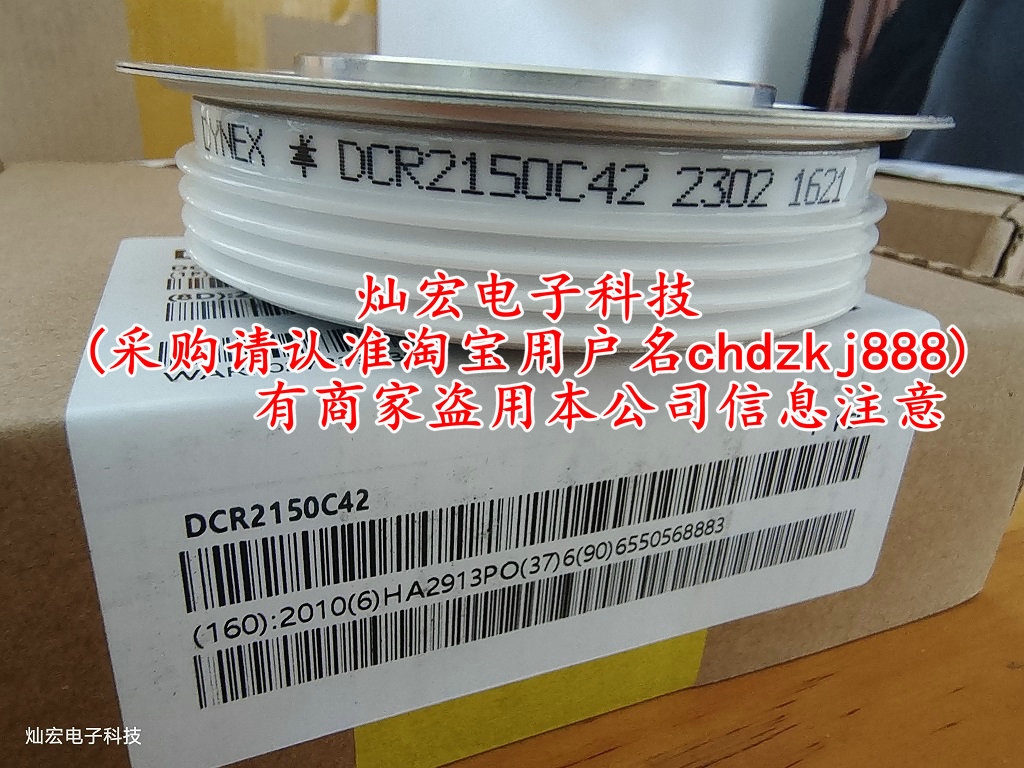 DYNEX DCR2150C42 2302 1621
灿宏电子科技
(采购请认准淘宝用户名chdzkj888)
有商家盗用本公司信息注意
DCR2150C42
(160):2010(6)HA2913PO(37)6(90)6550568883
灿宏电子科技